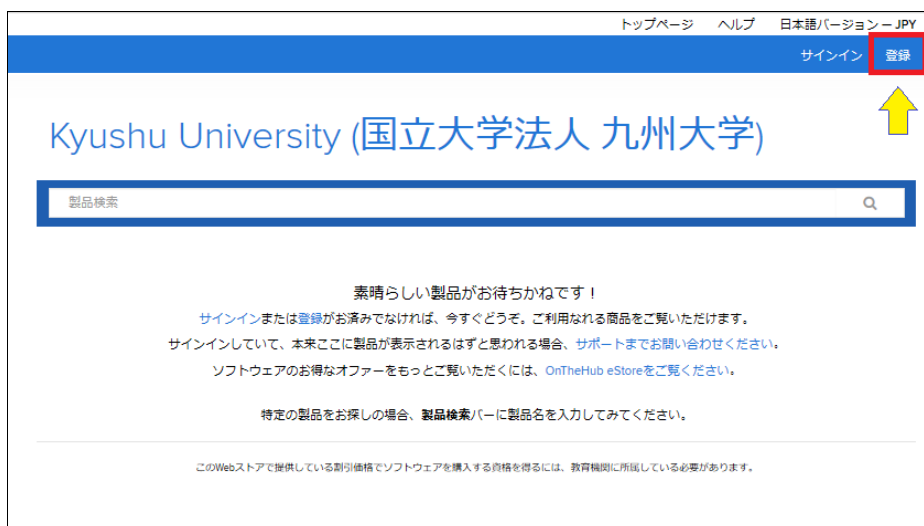 トップページ ヘルプ 日本語バージョン – JPY
サインイン 登録
Kyushu University (国立大学法人 九州大学)
製品検索
素晴らしい製品がお待ちかねです！
サインインまたは登録がお済みでなければ、今すぐどうぞ。ご利用なれる商品をご覧いただけます。
サインインしていて、本来ここに製品が表示されるはずと思われる場合、サポートまでお問い合わせください。
ソフトウェアのお得なオファーをもっとご覧いただくには、OnTheHub eStoreをご覧ください。
特定の製品をお探しの場合、製品検索バーに製品名を入力してみてください。
このWebストアで提供している割引価格でソフトウェアを購入する資格を得るには、教育機関に所属している必要があります。